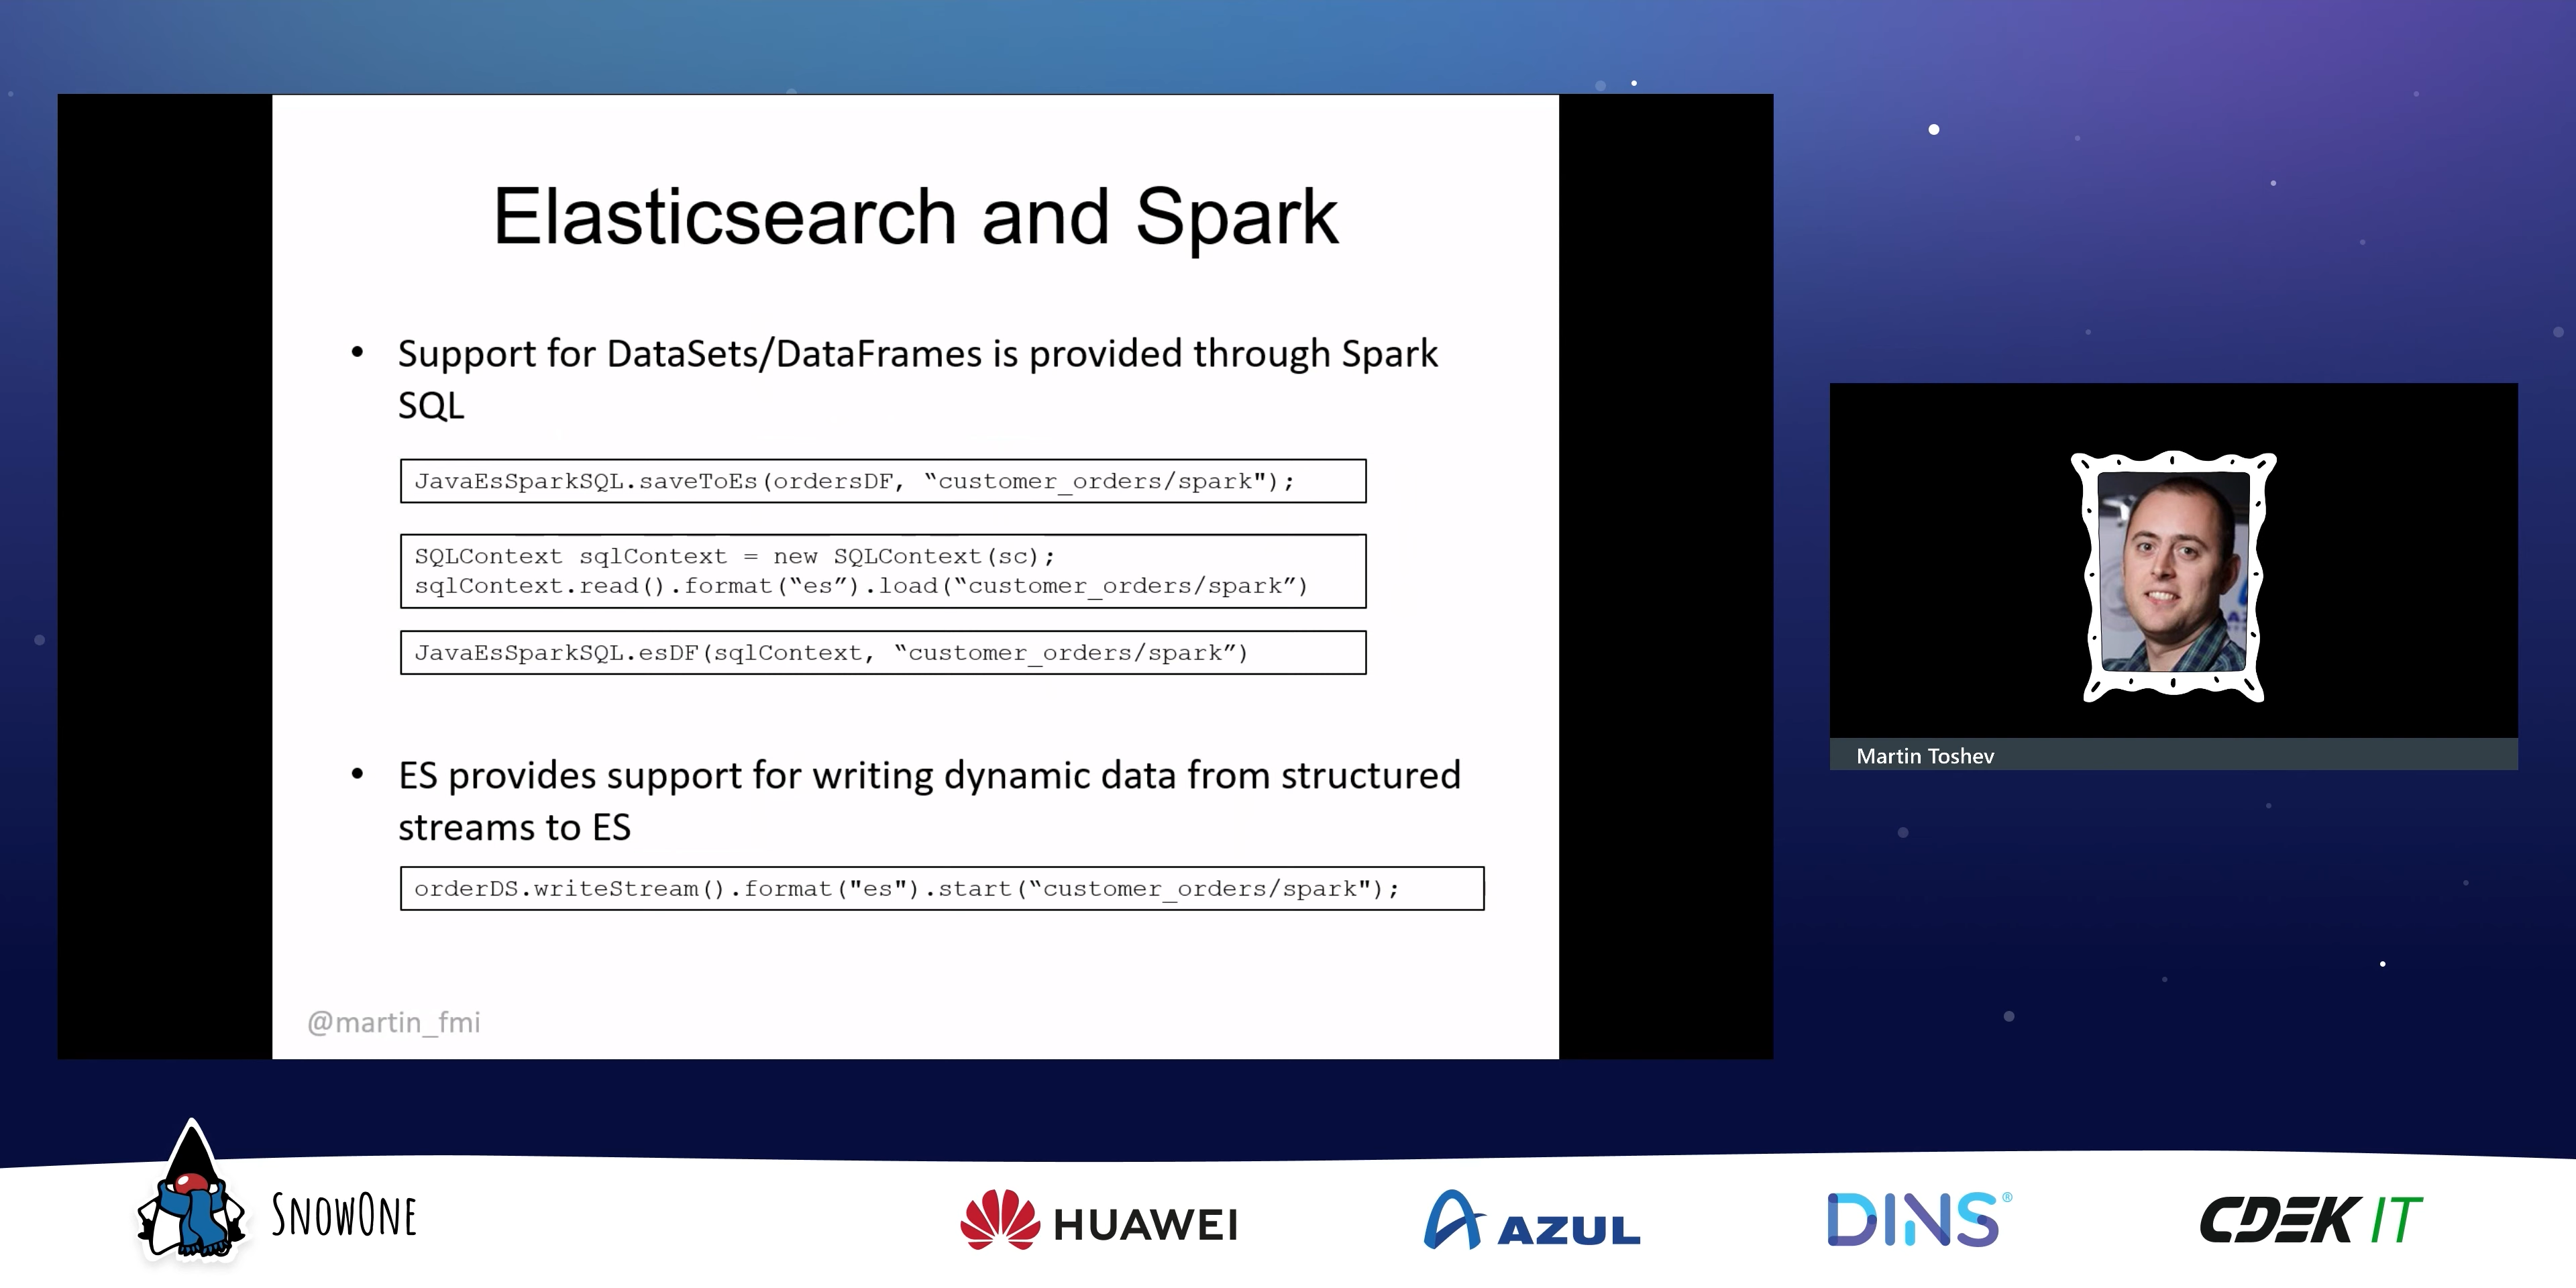 Elasticsearch and Spark
• Support for DataSets/DataFrames is provided through Spark
SQL
JavaEsSparkSQL.saveToEs(ordersDF, “customer_orders/spark");
SQLContext sqlContext = new SQLContext(sc);
sqlContext.read().format(“es”).load(“customer_orders/spark”)
JavaEsSparkSQL.esDF(sqlContext, “customer_orders/spark”)
• ES provides support for writing dynamic data from structured
streams to ES
orderDS.writeStream().format("es").start(“customer_orders/spark");
@martin_fmi
Martin Toshev
SNOWONE
HUAWEI
AZUL
DINS®
CDEK IT